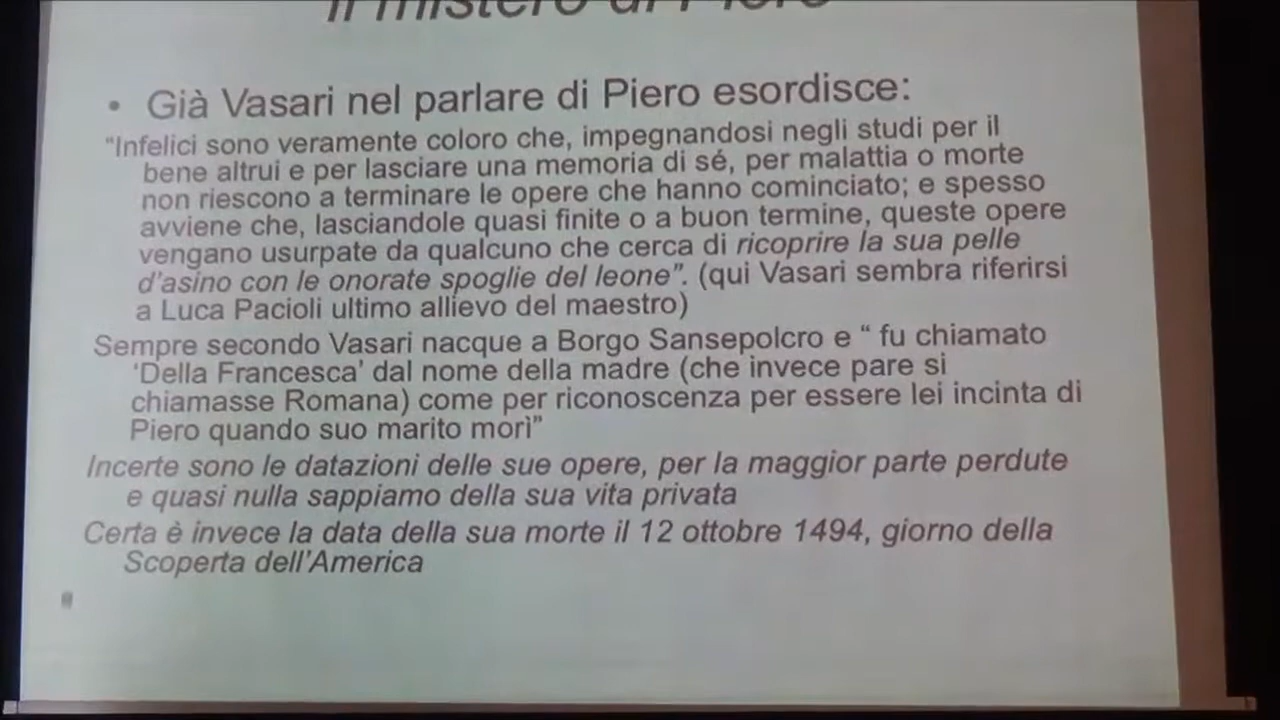 Il mistero di Piero
• Già Vasari nel parlare di Piero esordisce:
“Infelici sono veramente coloro che, impegnandosi negli studi per il
bene altrui e per lasciare una memoria di sé, per malattia o morte
non riescono a terminare le opere che hanno cominciato; e spesso
avviene che, lasciandole quasi finite o a buon termine, queste opere
vengano usurpate da qualcuno che cerca di ricoprire la sua pelle
d’asino con le onorate spoglie del leone”. (qui Vasari sembra riferirsi
a Luca Pacioli ultimo allievo del maestro)
Sempre secondo Vasari nacque a Borgo Sansepolcro e “ fu chiamato
‘Della Francesca’ dal nome della madre (che invece pare si
chiamasse Romana) come per riconoscenza per essere lei incinta di
Piero quando suo marito morì”
Incerte sono le datazioni delle sue opere, per la maggior parte perdute
e quasi nulla sappiamo della sua vita privata
Certa è invece la data della sua morte il 12 ottobre 1494, giorno della
Scoperta dell’America